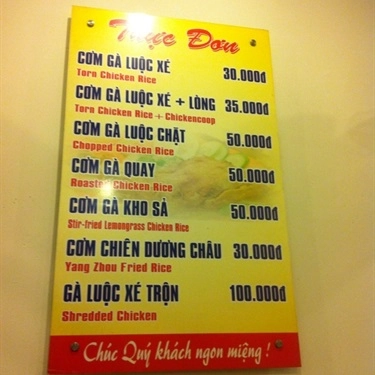 Thực Đơn
CƠM GÀ LUỘC XÉ 30.000đ
Torn Chicken Rice
CƠM GÀ LUỘC XÉ + LÒNG 35.000đ
Torn Chicken Rice + Chickencoop
CƠM GÀ LUỘC CHẶT 50.000đ
Chopped Chicken Rice
CƠM GÀ QUAY 50.000đ
Roasted Chicken Rice
CƠM GÀ KHO SẢ 50.000đ
Stir-fried Lemongrass Chicken Rice
CƠM CHIÊN DƯƠNG CHÂU 30.000đ
Yang Zhou Fried Rice
GÀ LUỘC XÉ TRỘN 100.000đ
Shredded Chicken
Chúc Quý khách ngon miệng !